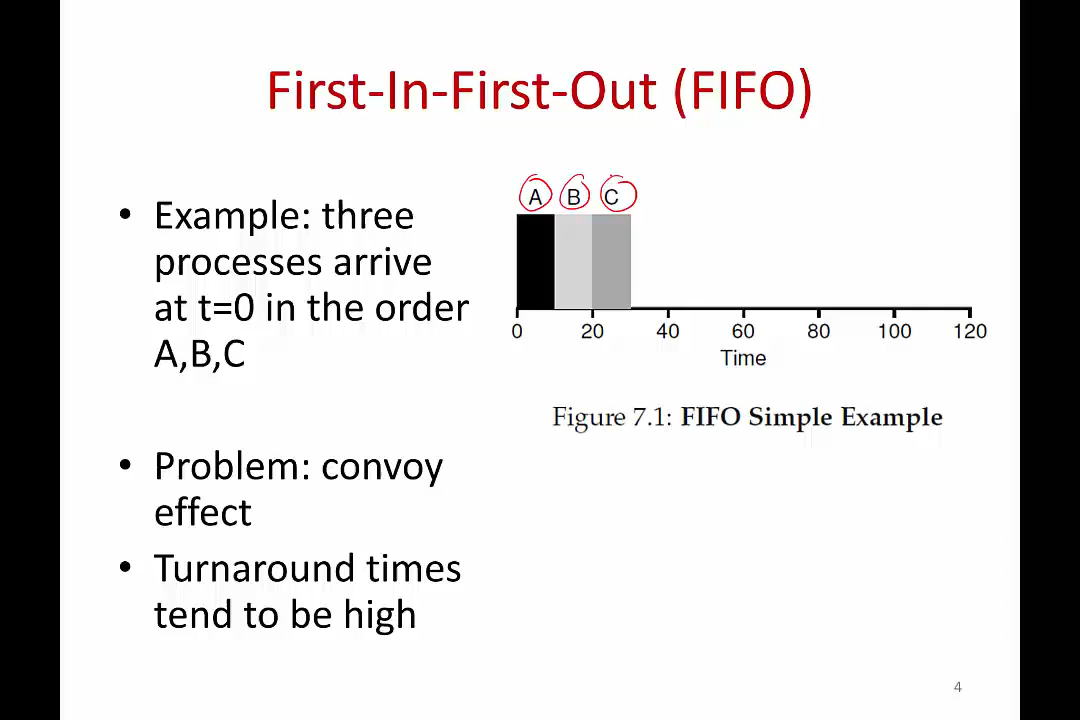 First-In-First-Out (FIFO)
• Example: three
processes arrive
at t=0 in the order
A,B,C
• Problem: convoy
effect
• Turnaround times
tend to be high
A B C
0 20 40 60 80 100 120
Time
Figure 7.1: FIFO Simple Example
4